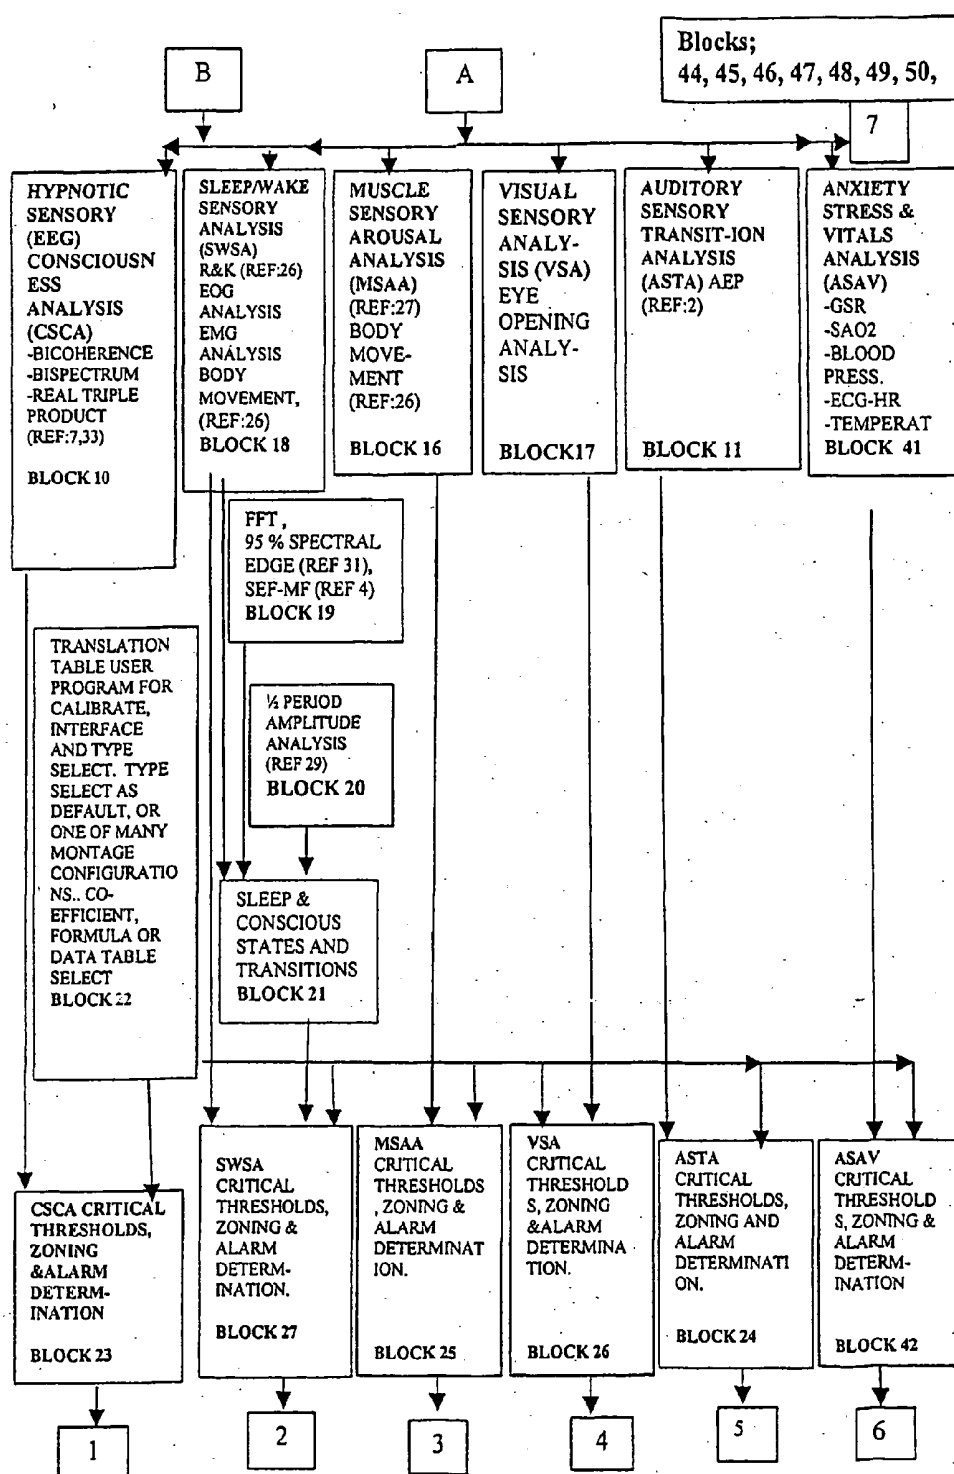 B
A
Blocks;
44, 45, 46, 47, 48, 49, 50,
7
HYPNOTIC
SENSORY
(EEG)
CONSCIOUSN
ESS
ANALYSIS
(CSCA)
-BICOHERENCE
-BISPECTRUM
-REAL TRIPLE
PRODUCT
(REF:7,33)
BLOCK 10
SLEEP/WAKE
SENSORY
ANALYSIS
(SWSA)
R&K (REF:26)
EOG
ANALYSIS
EMG
ANALYSIS
BODY
MOVEMENT,
(REF:26)
BLOCK 18
MUSCLE
SENSORY
AROUSAL
ANALYSIS
(MSAA)
(REF:27)
BODY
MOVE-
MENT
(REF:26)
BLOCK 16
VISUAL
SENSORY
ANALY-
SIS (VSA)
EYE
OPENING
ANALY-
SIS
BLOCK17
AUDITORY
SENSORY
TRANSIT-ION
ANALYSIS
(ASTA) AEP
(REF:2)
BLOCK 11
ANXIETY
STRESS &
VITALS
ANALYSIS
(ASAV)
-GSR
-SAO2
-BLOOD
PRESS.
-ECG-HR
-TEMPERAT
BLOCK 41
FFT ,
95 % SPECTRAL
EDGE (REF 31),
SEF-MF (REF 4)
BLOCK 19
TRANSLATION
TABLE USER
PROGRAM FOR
CALIBRATE,
INTERFACE
AND TYPE
SELECT. TYPE
SELECT AS
DEFAULT, OR
ONE OF MANY
MONTAGE
CONFIGURATIO
NS.. CO-
EFFICIENT,
FORMULA OR
DATA TABLE
SELECT
BLOCK 22
½ PERIOD
AMPLITUDE
ANALYSIS
(REF 29)
BLOCK 20
SLEEP &
CONSCIOUS
STATES AND
TRANSITIONS
BLOCK 21
CSCA CRITICAL
THRESHOLDS,
ZONING
&ALARM
DETERM-
INATION
BLOCK 23
SWSA
CRITICAL
THRESHOLDS,
ZONING &
ALARM
DETERM-
INATION.
BLOCK 27
MSAA
CRITICAL
THRESHOLDS
, ZONING &
ALARM
DETERMINAT
ION.
BLOCK 25
VSA
CRITICAL
THRESHOLD
S, ZONING
&ALARM
DETERMINA
TION.
BLOCK 26
ASTA
CRITICAL
THRESHOLDS,
ZONING AND
ALARM
DETERMINATI
ON.
BLOCK 24
ASAV
CRITICAL
THRESHOLD
S, ZONING &
ALARM
DETERM-
INATION
BLOCK 42
1
2
3
4
5
6